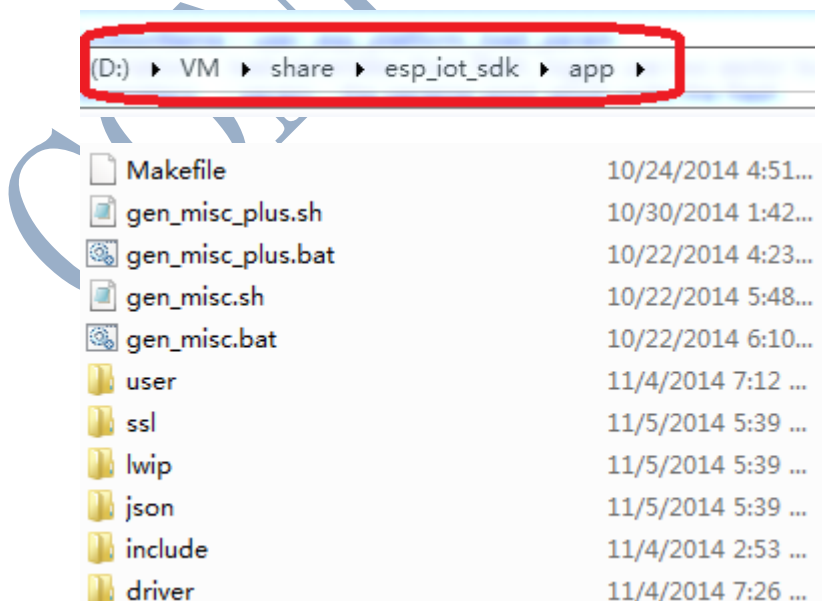 (D:) ▸ VM ▸ share ▸ esp_iot_sdk ▸ app ▸
Makefile 10/24/2014 4:51...
gen_misc_plus.sh 10/30/2014 1:42...
gen_misc_plus.bat 10/22/2014 4:23...
gen_misc.sh 10/22/2014 5:48...
gen_misc.bat 10/22/2014 6:10...
user 11/4/2014 7:12 ...
ssl 11/5/2014 5:39 ...
lwip 11/5/2014 5:39 ...
json 11/5/2014 5:39 ...
include 11/4/2014 2:53 ...
driver 11/4/2014 7:26 ...